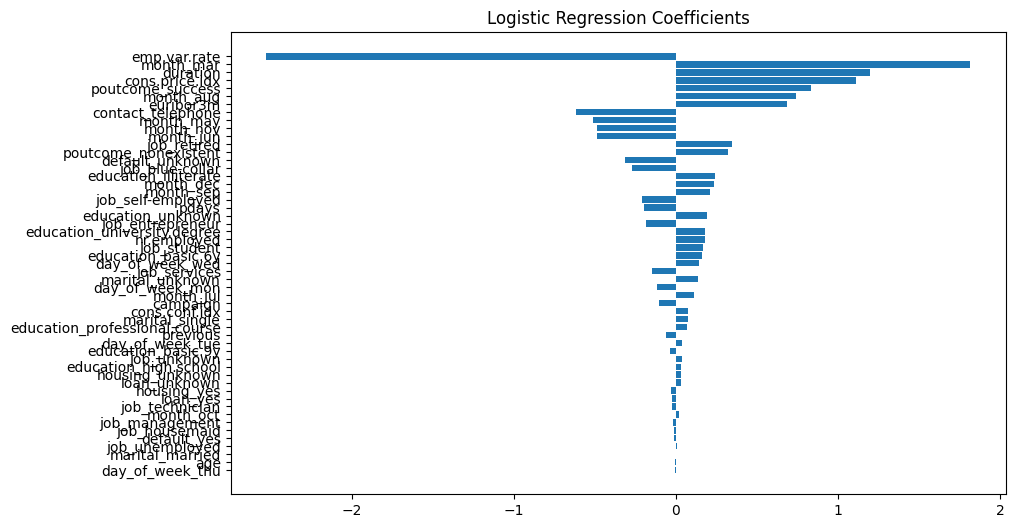 Logistic Regression Coefficients
emp.var.rate
month_mar
duration
cons.price.idx
poutcome_success
month_aug
euribor3m
contact_telephone
month_may
month_nov
month_jun
job_retired
poutcome_nonexistent
default_unknown
job_blue-collar
education_illiterate
month_dec
month_sep
job_self-employed
pdays
education_unknown
job_entrepreneur
education_university.degree
nr.employed
job_student
education_basic.6y
day_of_week_wed
job_services
marital_unknown
day_of_week_mon
month_jul
campaign
cons.conf.idx
marital_single
education_professional.course
previous
day_of_week_tue
education_basic.9y
job_unknown
education_high.school
housing_unknown
loan_unknown
housing_yes
loan_yes
job_technician
month_oct
job_management
job_housemaid
default_yes
job_unemployed
marital_married
age
day_of_week_thu
−2 −1 0 1 2